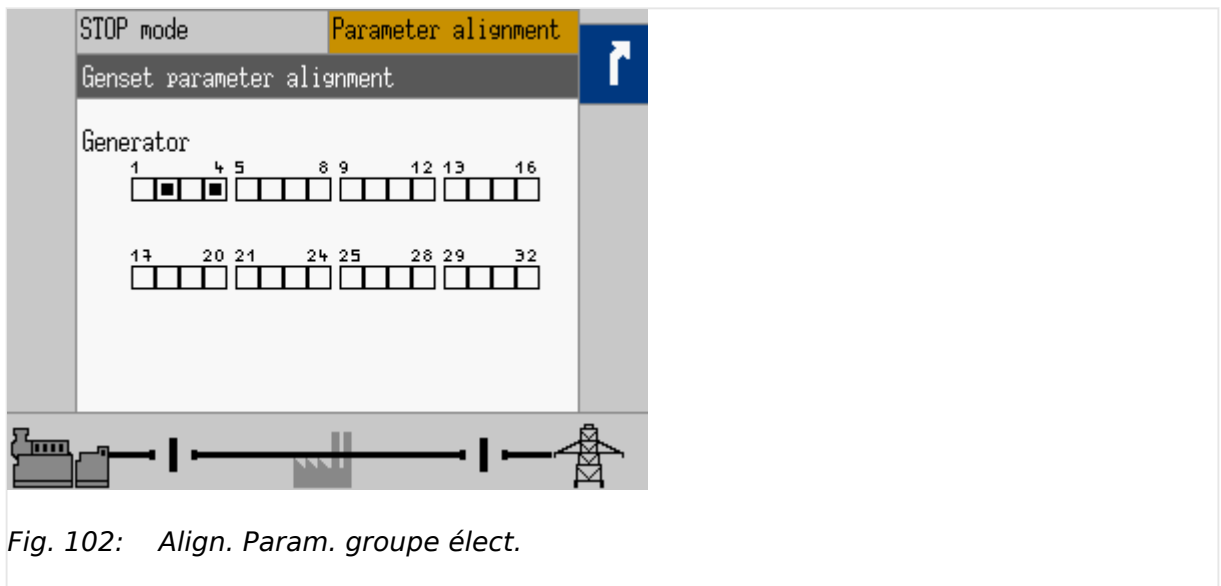 STOP mode Parameter alignment
Genset parameter alignment
Generator
1 4 5 8 9 12 13 16
17 20 21 24 25 28 29 32
Fig. 102: Align. Param. groupe élect.